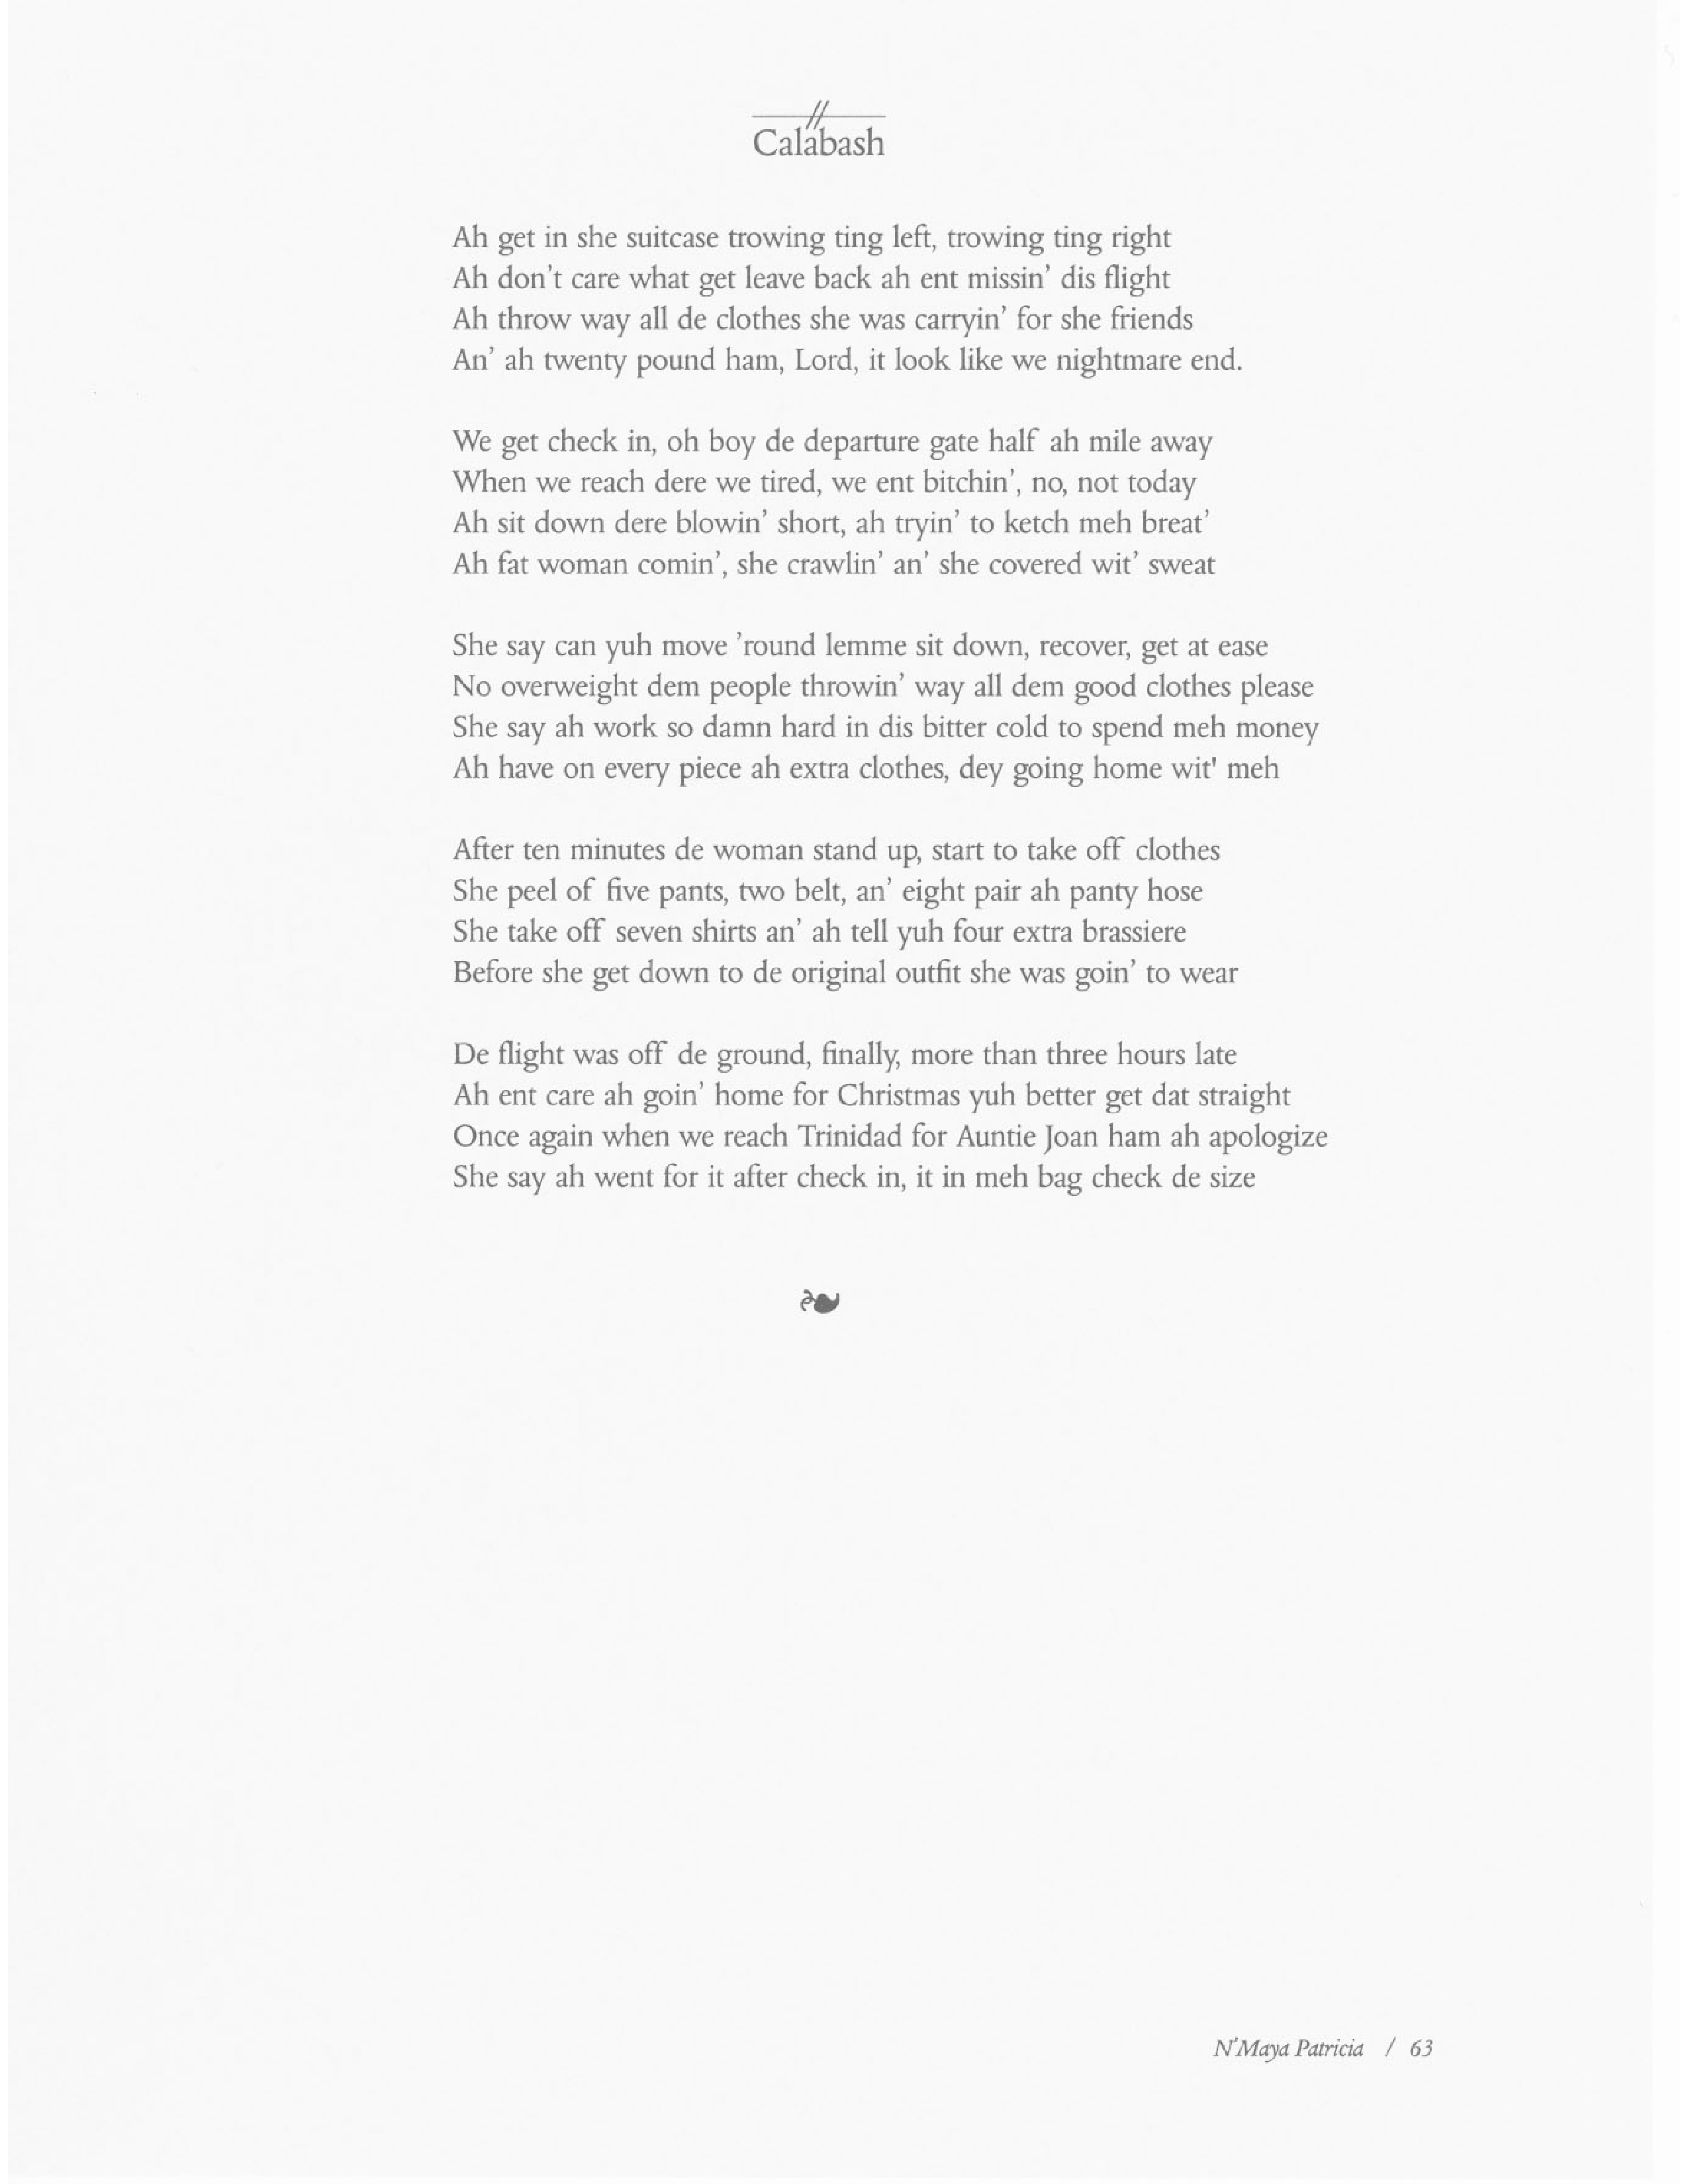 Calabash
Ah get in she suitcase trowing ting left, trowing ting right
Ah don't care what get leave back ah ent missin' dis flight
Ah throw way all de clothes she was carryin' for she friends
An' ah twenty pound ham, Lord, it look like we nightmare end.
We get check in, oh boy de departure gate half ah mile away
When we reach dere we tired, we ent bitchin', no, not today
Ah sit down dere blowin' short, ah tryin' to ketch meh breat'
Ah fat woman comin', she crawlin' an' she covered wit' sweat
She say can yuh move 'round lemme sit down, recover, get at ease
No overweight dem people throwin' way all dem good clothes please
She say ah work so damn hard in dis bitter cold to spend meh money
Ah have on every piece ah extra clothes, dey going home wit' meh
After ten minutes de woman stand up, start to take off clothes
She peel of five pants, two belt, an' eight pair ah panty hose
She take off seven shirts an' ah tell yuh four extra brassiere
Before she get down to de original outfit she was goin' to wear
De flight was off de ground, finally, more than three hours late
Ah ent care ah goin' home for Christmas yuh better get dat straight
Once again when we reach Trinidad for Auntie Joan ham ah apologize
She say ah went for it after check in, it in meh bag check de size
N'Maya Patricia / 63